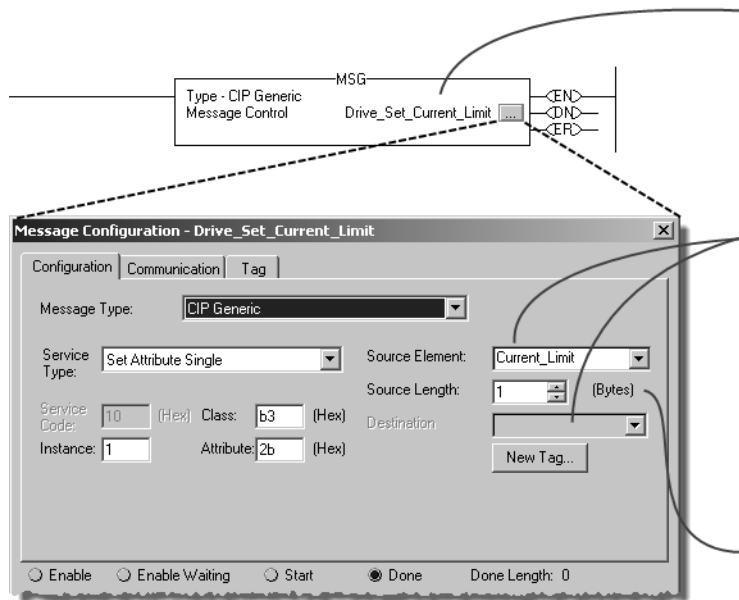 MSG
Type - CIP Generic
Message Control Drive_Set_Current_Limit ...
EN
DN
ER
Message Configuration - Drive_Set_Current_Limit
Configuration Communication Tag
Message Type: CIP Generic
Service Type: Set Attribute Single
Source Element: Current_Limit
Source Length: 1 (Bytes)
Service Code: 10 (Hex) Class: b3 (Hex)
Destination
Instance: 1 Attribute: 2b (Hex)
New Tag...
Enable Enable Waiting Start Done Done Length: 0